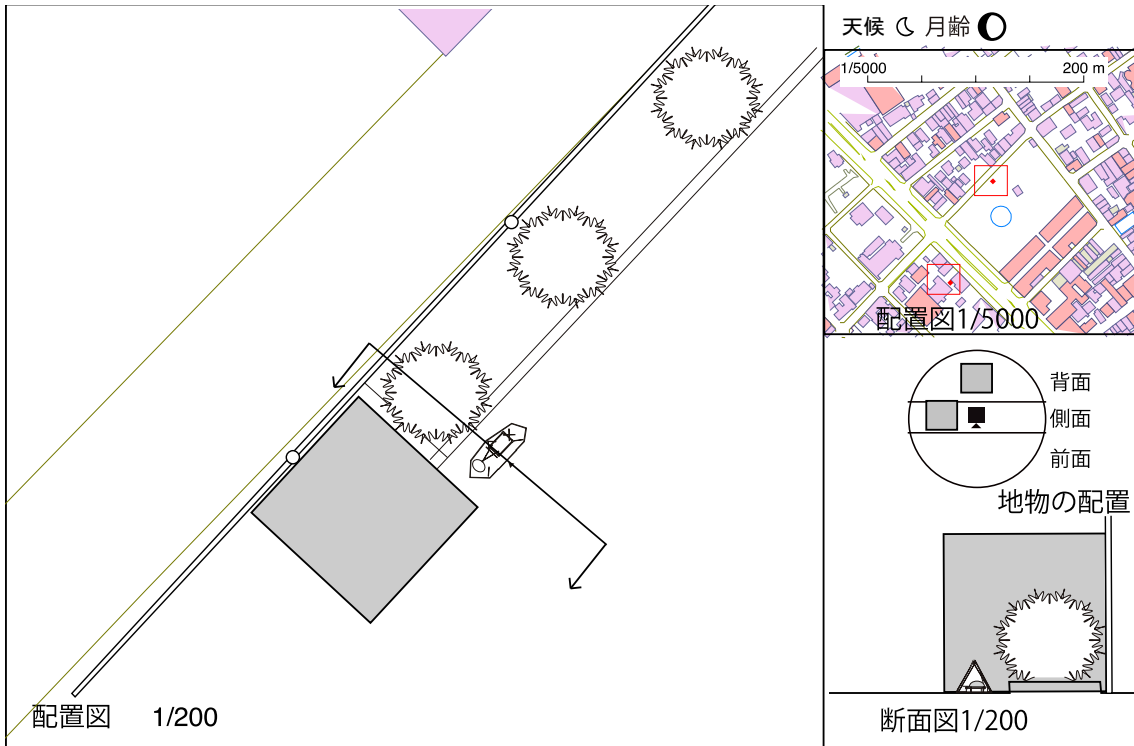 天候 月齢
1/5000 200 m
配置図1/5000
背面
側面
前面
地物の配置
配置図 1/200
断面図1/200